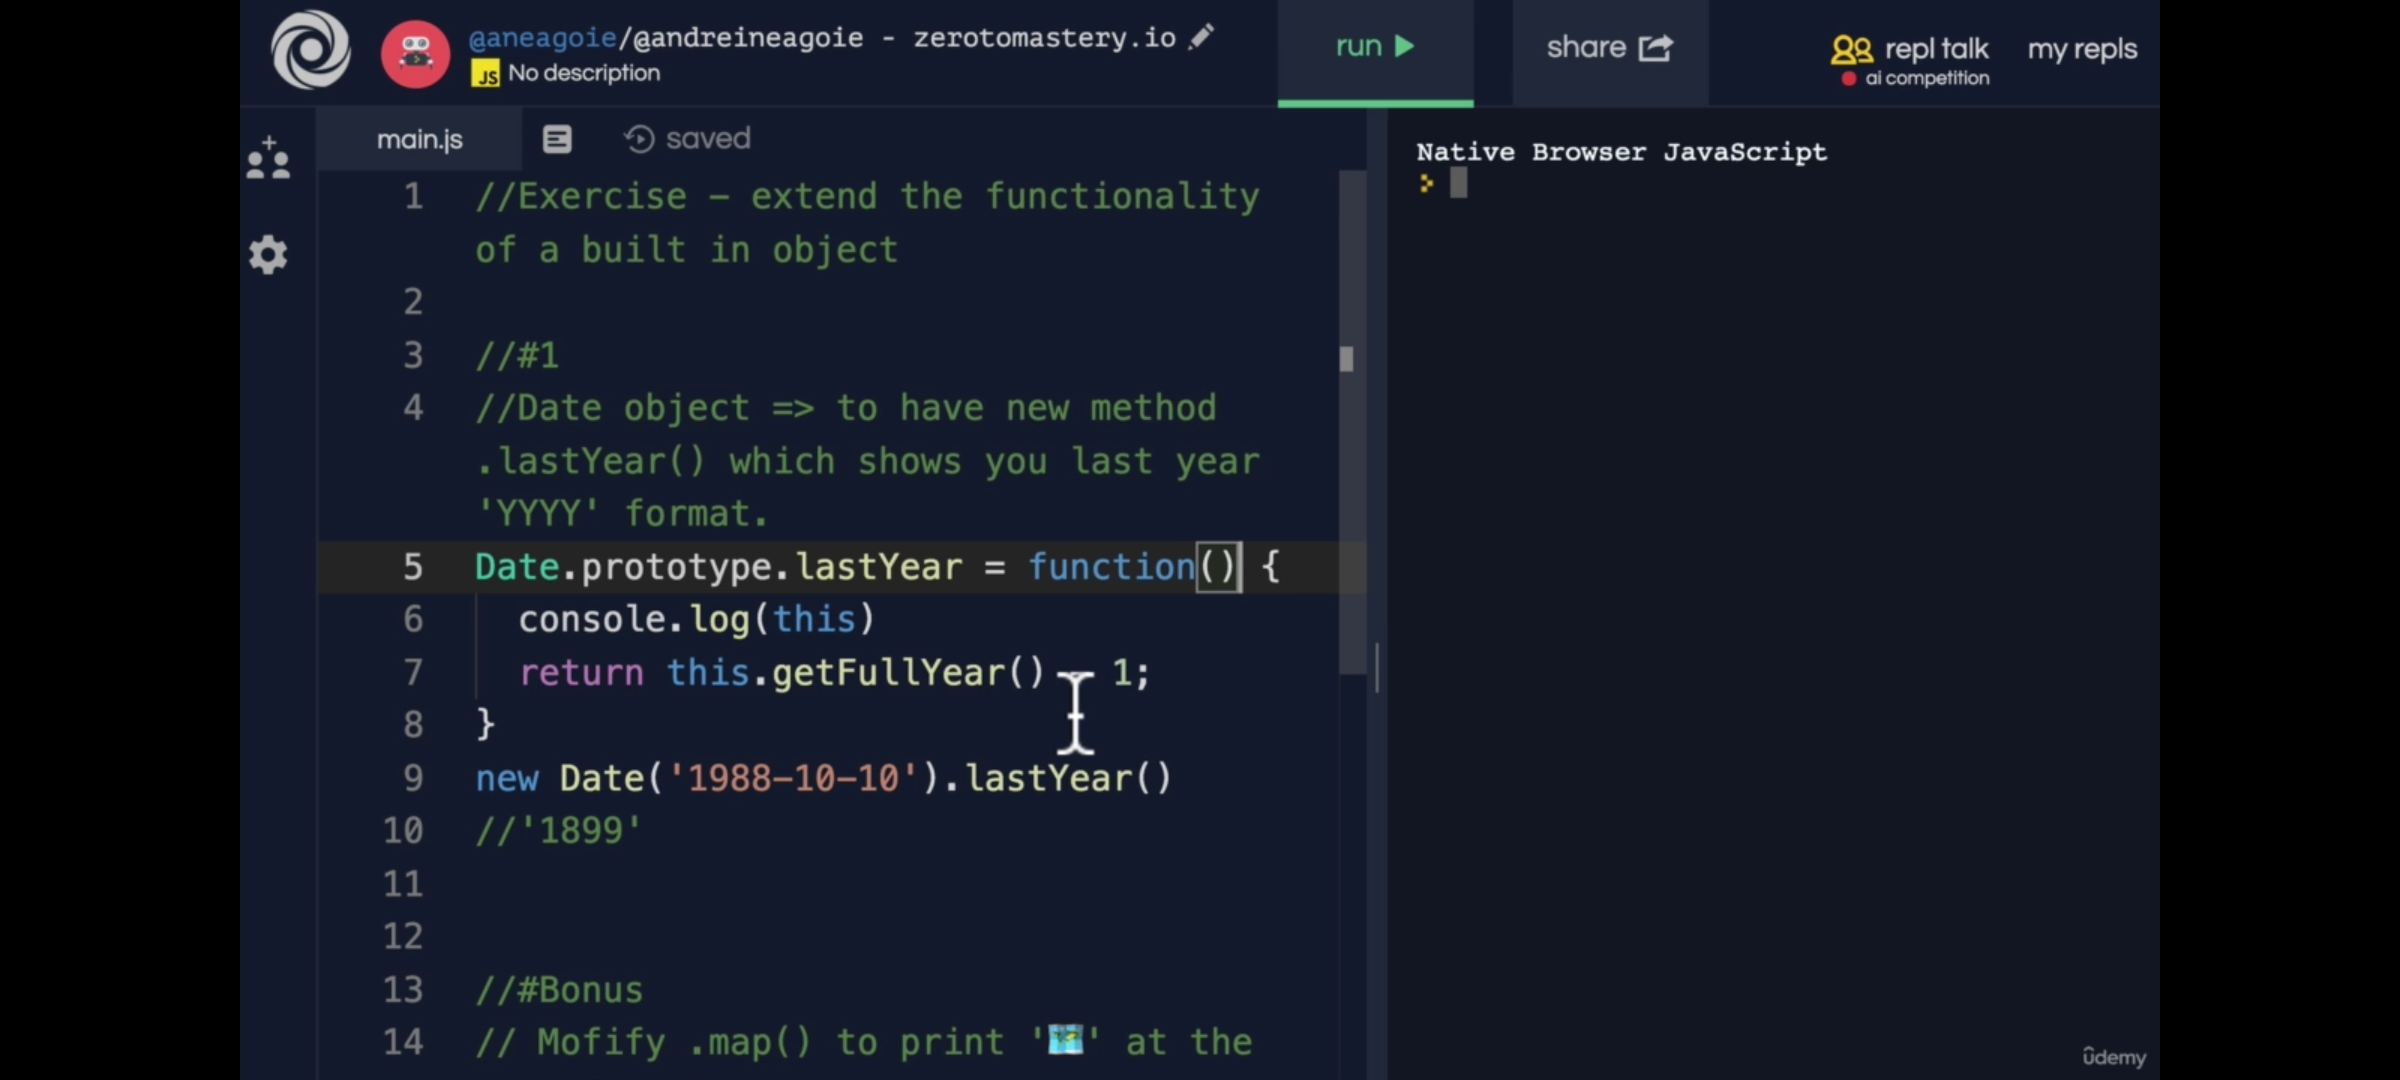 @aneagoie/@andreineagoie - zerotomastery.io
JS No description
run
share
repl talk
ai competition
my repls
main.js
saved
Native Browser JavaScript
1 //Exercise - extend the functionality
of a built in object
2
3 //#1
4 //Date object => to have new method
.lastYear() which shows you last year
'YYYY' format.
5 Date.prototype.lastYear = function() {
6 console.log(this)
7 return this.getFullYear() - 1;
8 }
9 new Date('1988-10-10').lastYear()
10 //'1899'
11
12
13 //#Bonus
14 // Mofify .map() to print '🗺' at the
ûdemy